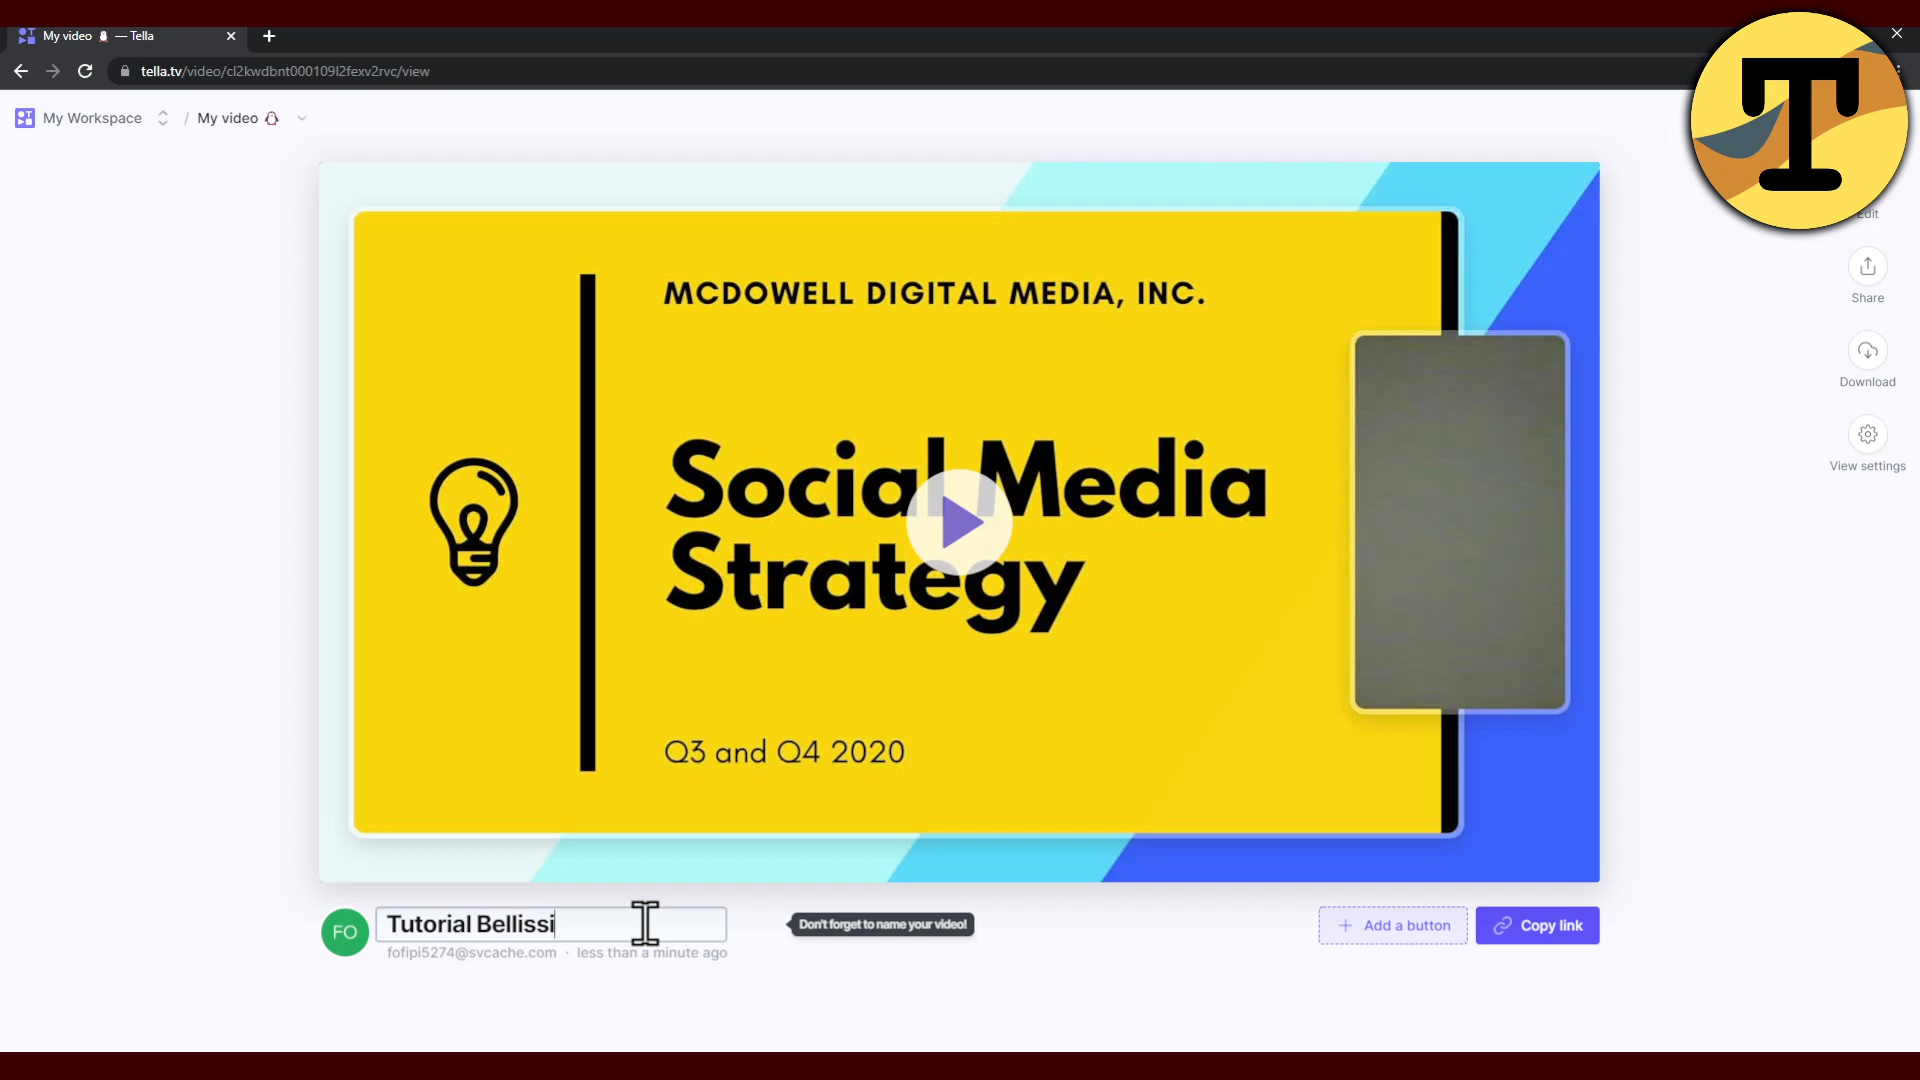 My video — Tella
tella.tv/video/cl2kwdbnt000109l2fexv2rvc/view
My Workspace / My video
T
Edit
Share
Download
View settings
MCDOWELL DIGITAL MEDIA, INC.
Social Media
Strategy
Q3 and Q4 2020
FO
Tutorial Bellissi
Don't forget to name your video!
fofipi5274@svcache.com · less than a minute ago
+ Add a button
Copy link